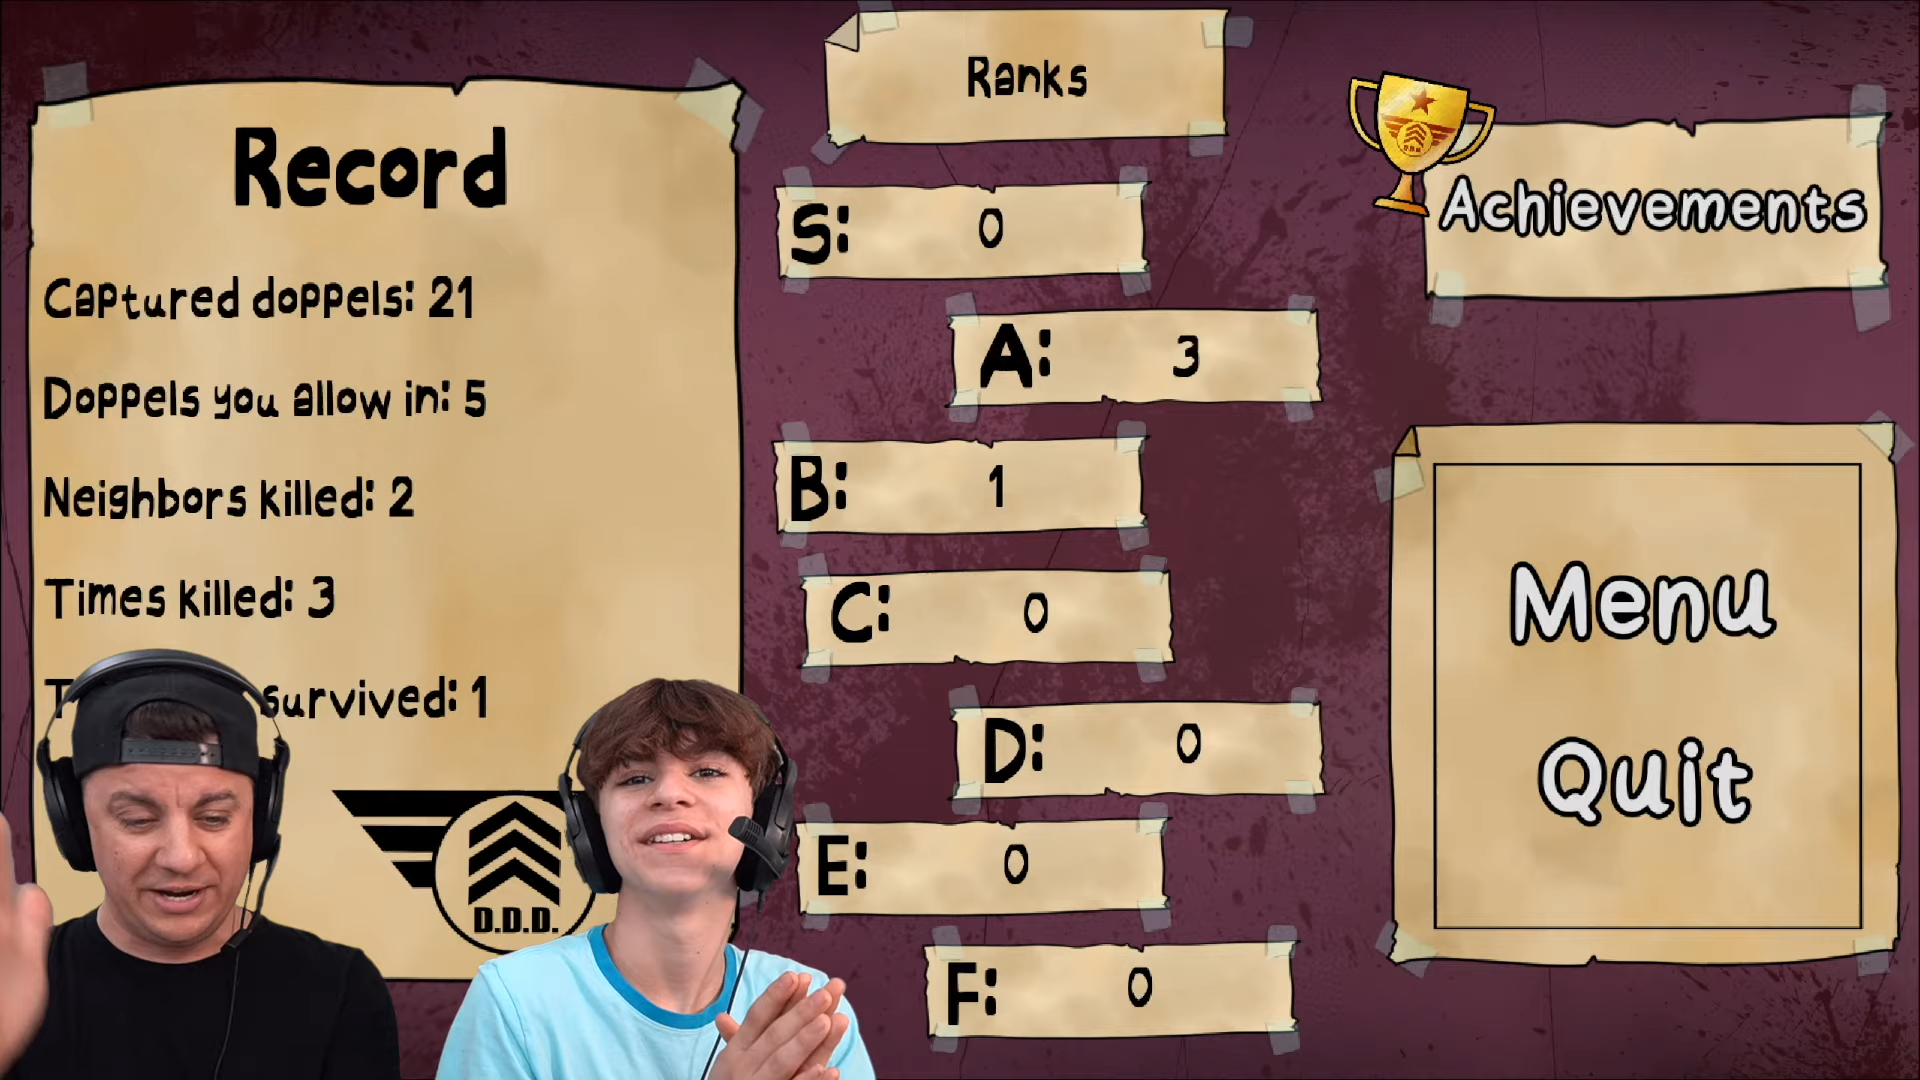 Record
Captured doppels: 21
Doppels you allow in: 5
Neighbors killed: 2
Times killed: 3
survived: 1
D.D.D.
Ranks
S: 0
A: 3
B: 1
C: 0
D: 0
E: 0
F: 0
Achievements
Menu
Quit